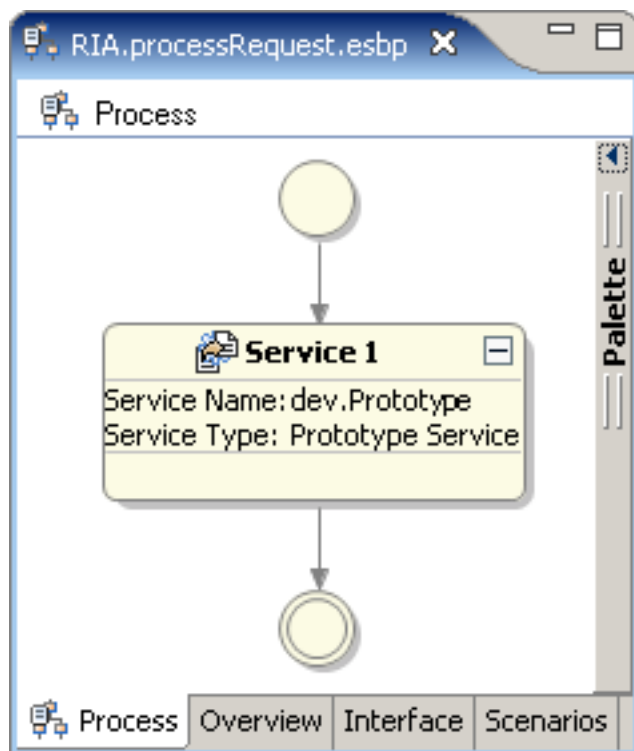 RIA.processRequest.esbp
Process
Palette
Service 1
Service Name: dev.Prototype
Service Type: Prototype Service
Process
Overview
Interface
Scenarios